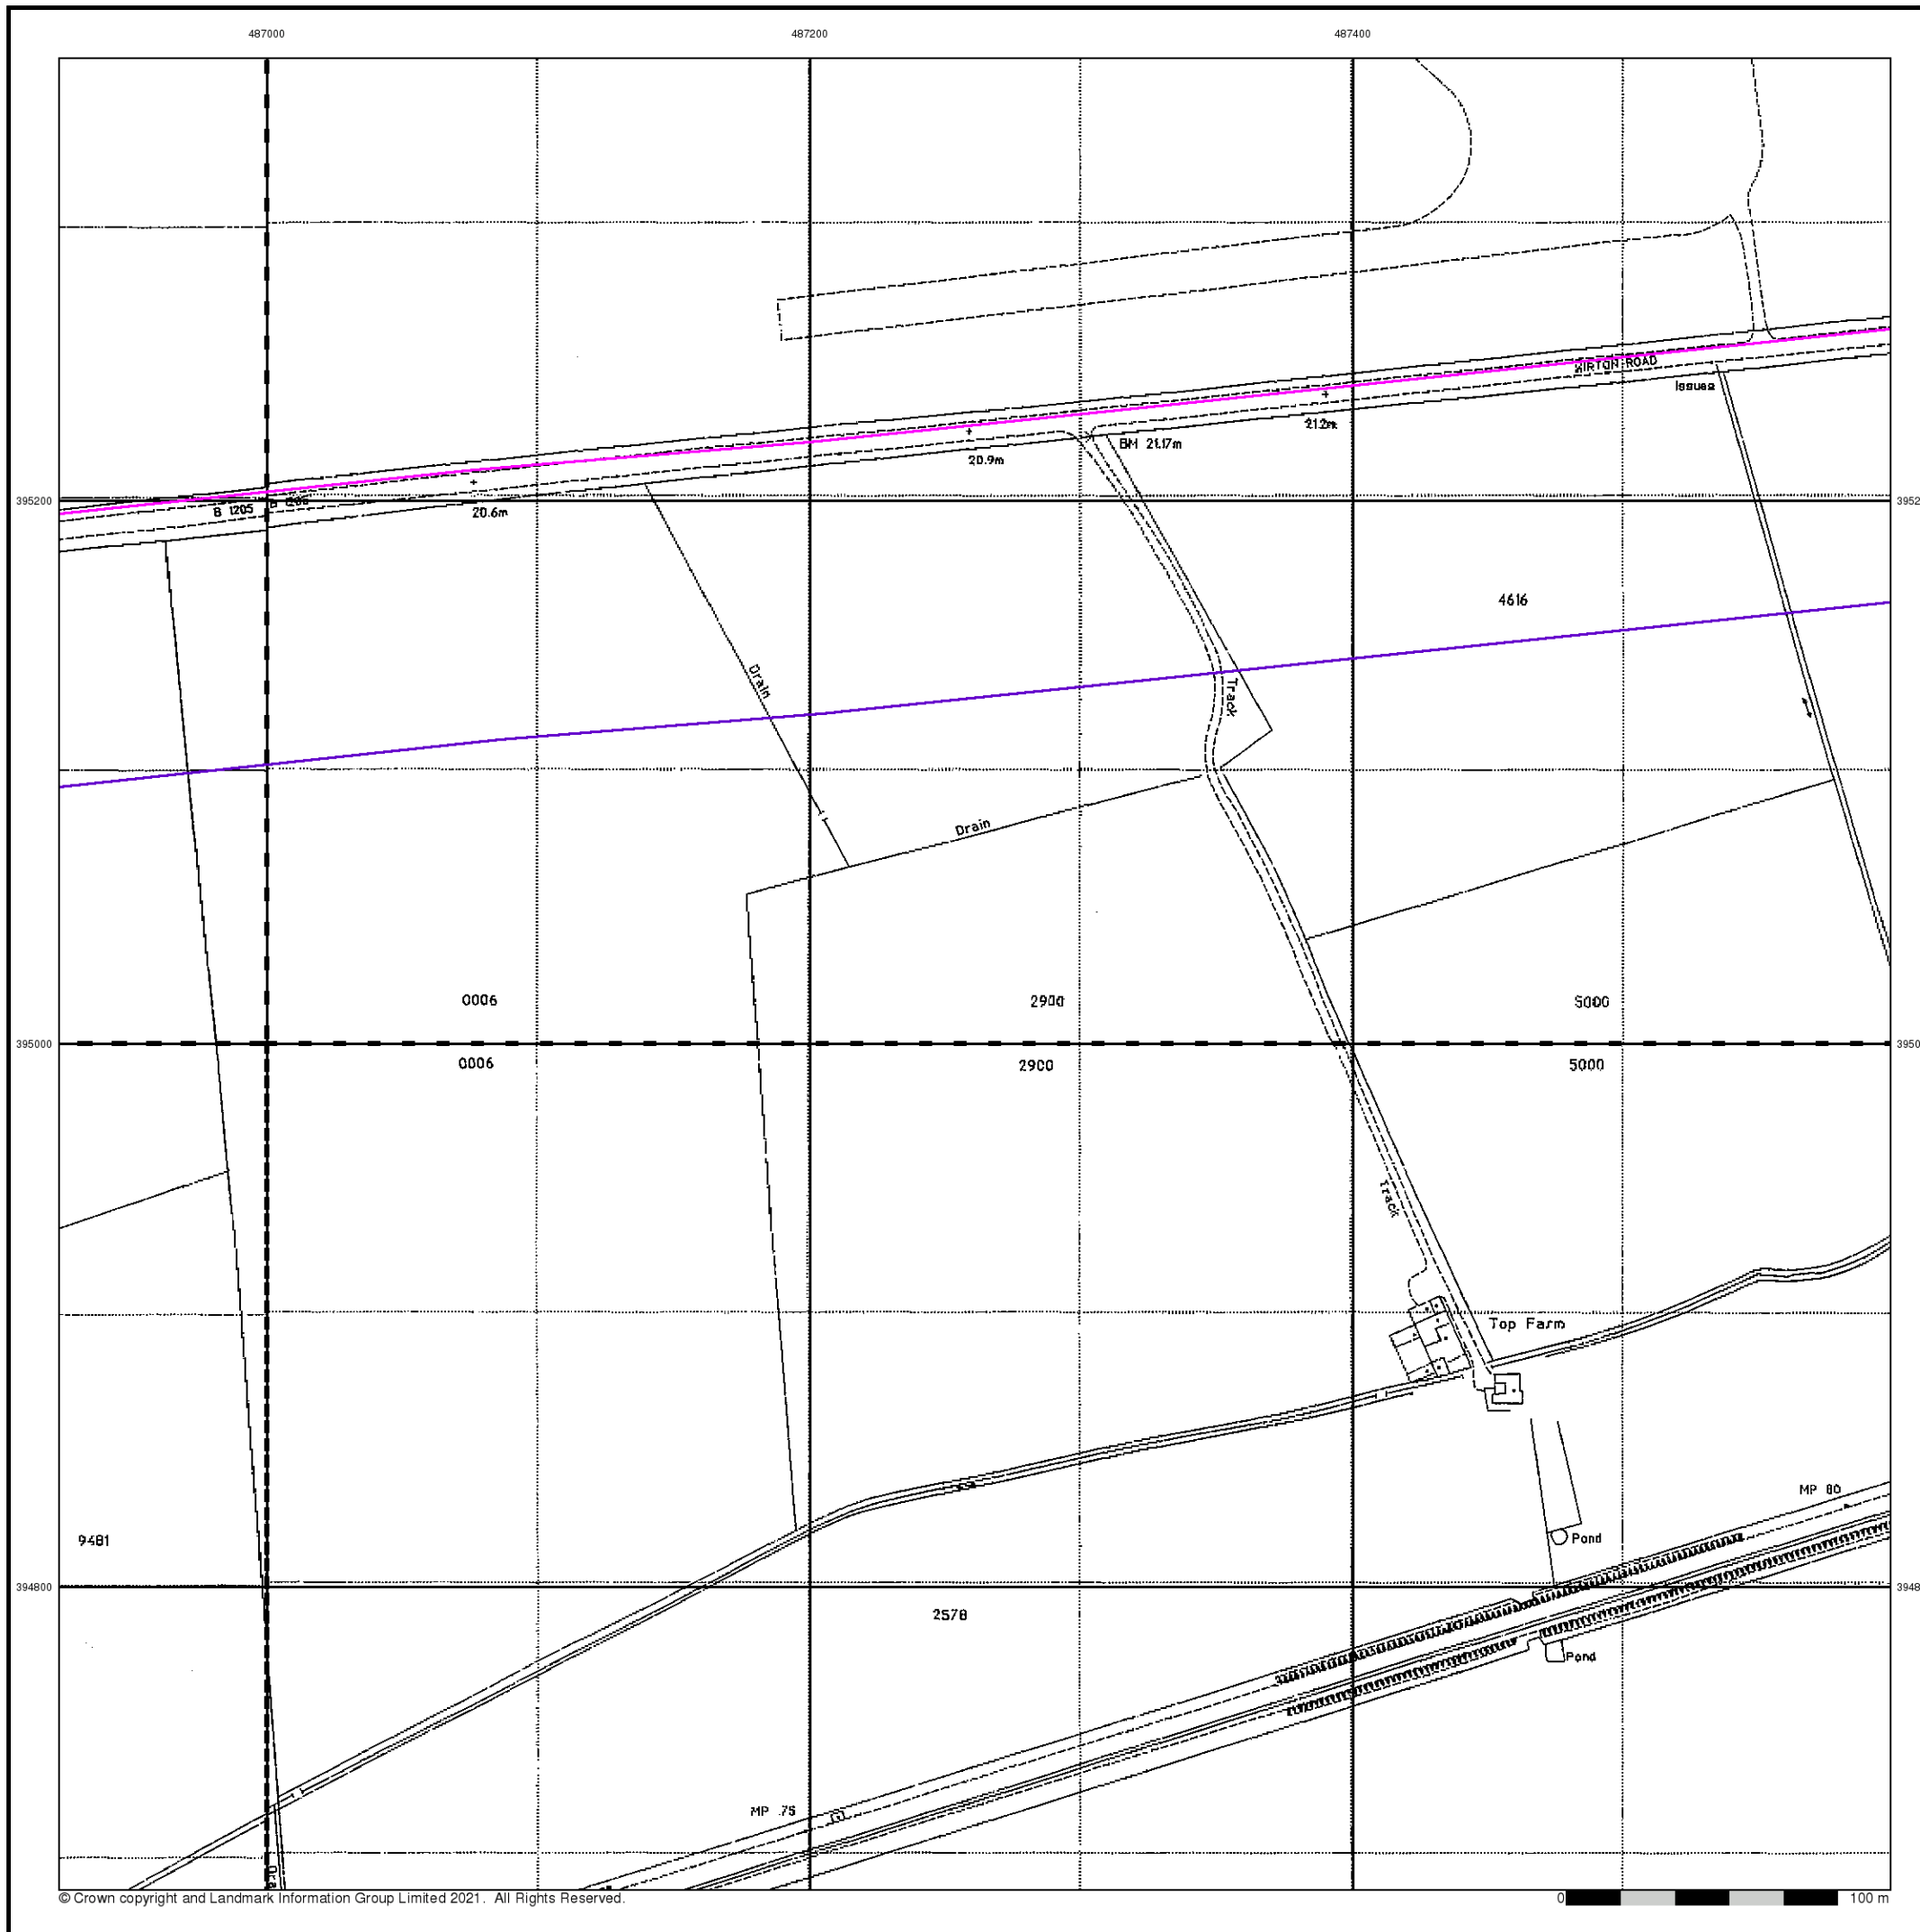 487000 487200 487400
KIRTON ROAD
Issues
21.2m
BM 21.17m
20.9m
395200
B 1205
20.6m
4616
Drain
Track
Drain
0006 2900 5000
395000
0006 2900 5000
Track
Top Farm
MP 80
9481
Pond
394800
2578
Pond
MP .75
© Crown copyright and Landmark Information Group Limited 2021. All Rights Reserved.
0 100 m